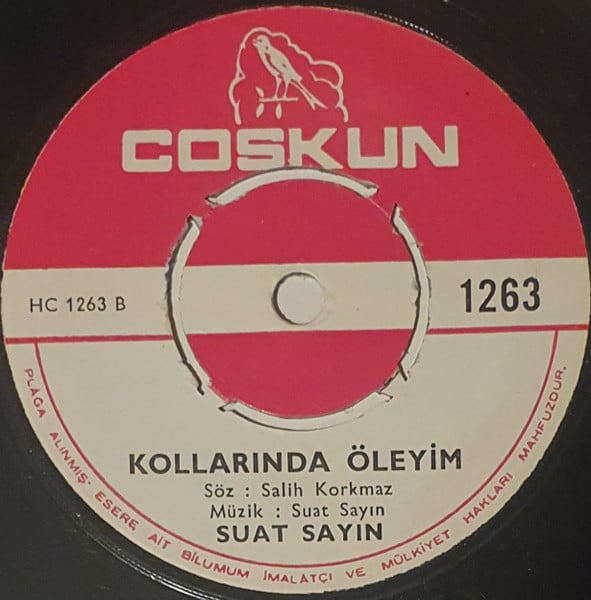 COSKUN
HC 1263 B
1263
KOLLARINDA ÖLEYİM
Söz : Salih Korkmaz
Müzik : Suat Sayın
SUAT SAYIN
PLAĞA ALINMIŞ ESERE AİT BİLUMUM İMALÂTÇI VE MÜLKİYET HAKLARI MAHFUZDUR.